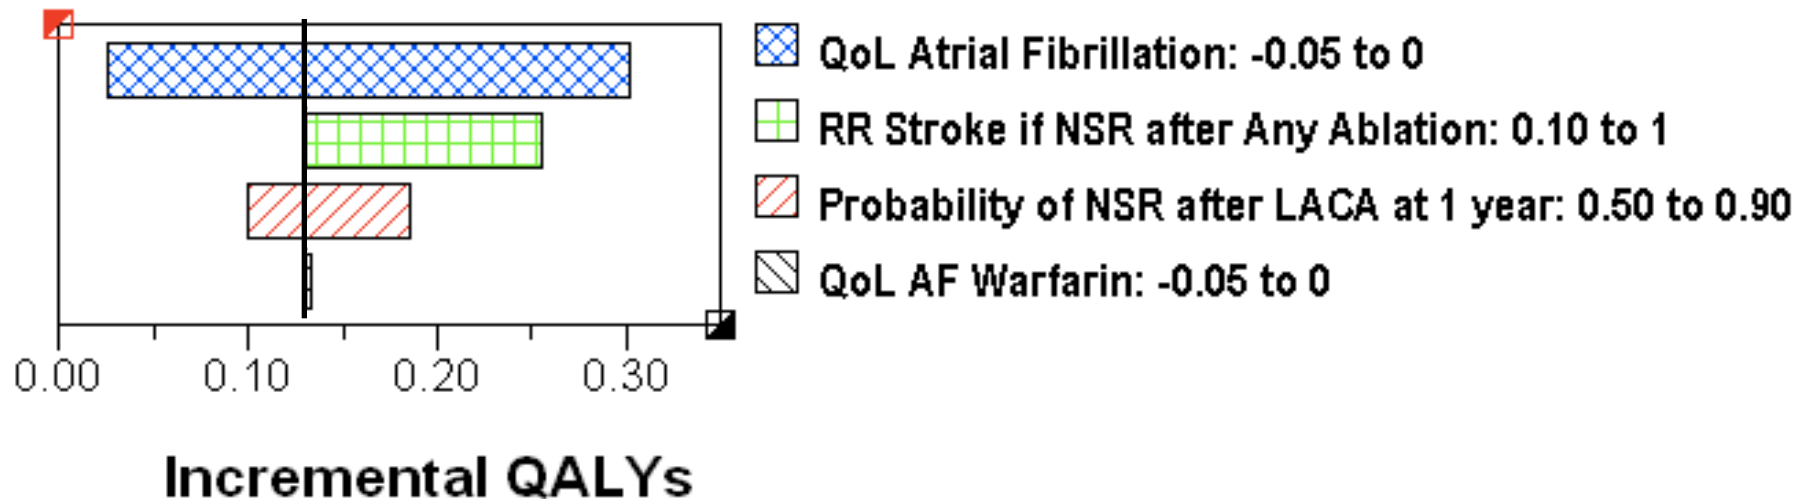 QoL Atrial Fibrillation: -0.05 to 0
RR Stroke if NSR after Any Ablation: 0.10 to 1
Probability of NSR after LACA at 1 year: 0.50 to 0.90
QoL AF Warfarin: -0.05 to 0
0.00 0.10 0.20 0.30
Incremental QALYs